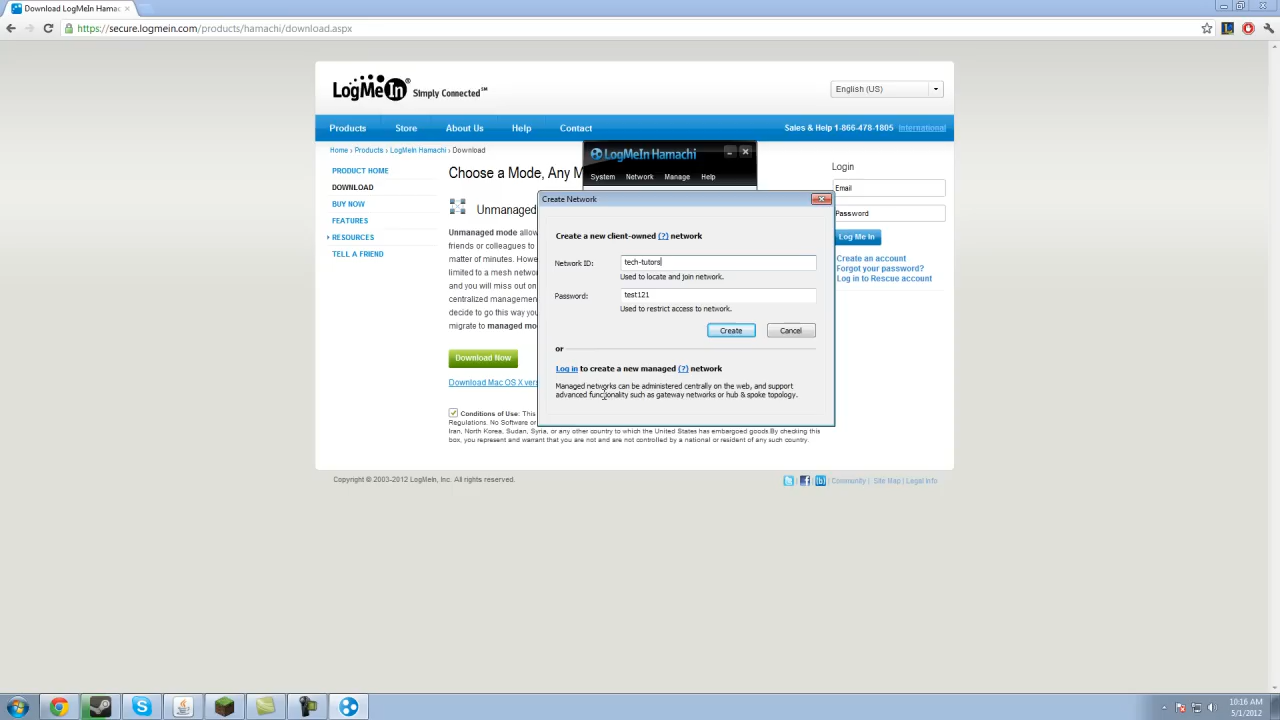 Download LogMeIn Hamac
https://secure.logmein.com/products/hamachi/download.aspx
LogMeIn® Simply Connected℠
English (US)
Products Store About Us Help Contact
Sales & Help 1-866-478-1805 International
Home › Products › LogMeIn Hamachi › Download
PRODUCT HOME
DOWNLOAD
BUY NOW
FEATURES
RESOURCES
TELL A FRIEND
Choose a Mode, Any M
Unmanaged
Unmanaged mode allow
friends or colleagues to
matter of minutes. Howe
limited to a mesh netwo
and you will miss out on
centralized managemen
decide to go this way you
migrate to managed mo
Download Now
Download Mac OS X vers
Conditions of Use: This
Regulations. No Software or
Iran, North Korea, Sudan, Syria, or any other country to which the United States has embargoed goods.By checking this
box, you represent and warrant that you are not and are not controlled by a national or resident of any such country.
LogMeIn Hamachi
System Network Manage Help
Create Network
Create a new client-owned (?) network
Network ID: tech-tutors
Used to locate and join network.
Password: test121
Used to restrict access to network.
Create Cancel
or
Log in to create a new managed (?) network
Managed networks can be administered centrally on the web, and support
advanced functionality such as gateway networks or hub & spoke topology.
Login
Email
Password
Log Me In
Create an account
Forgot your password?
Log in to Rescue account
Copyright © 2003-2012 LogMeIn, Inc. All rights reserved.
| Community | Site Map | Legal Info
10:16 AM
5/1/2012